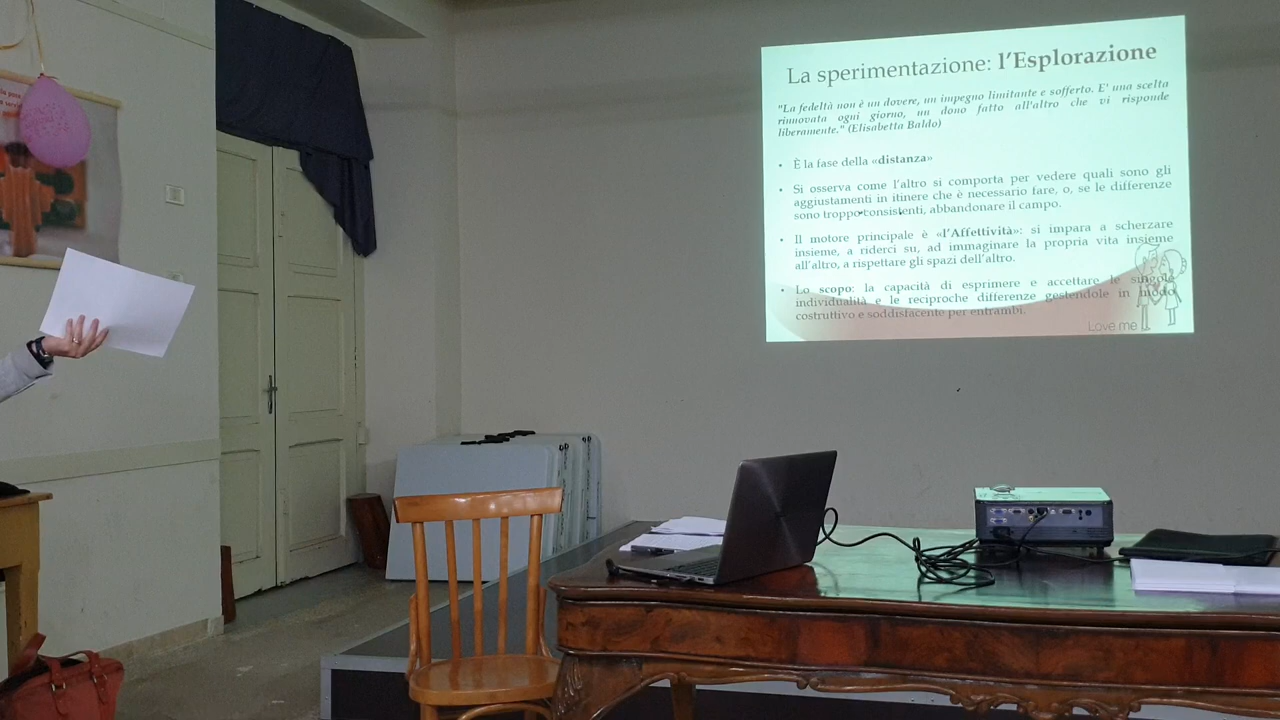 la pote
servi
La sperimentazione: l'Esplorazione
"La fedeltà non è un dovere, un impegno limitante e sofferto. E' una scelta
rinnovata ogni giorno, un dono fatto all'altro che vi risponde
liberamente." (Elisabetta Baldo)
• È la fase della «distanza»
• Si osserva come l'altro si comporta per vedere quali sono gli
aggiustamenti in itinere che è necessario fare, o, se le differenze
sono troppo consistenti, abbandonare il campo.
• Il motore principale è «l'Affettività»: si impara a scherzare
insieme, a riderci su, ad immaginare la propria vita insieme
all'altro, a rispettare gli spazi dell'altro.
• Lo scopo: la capacità di esprimere e accettare le singole
individualità e le reciproche differenze gestendole in modo
costruttivo e soddisfacente per entrambi.
Love me